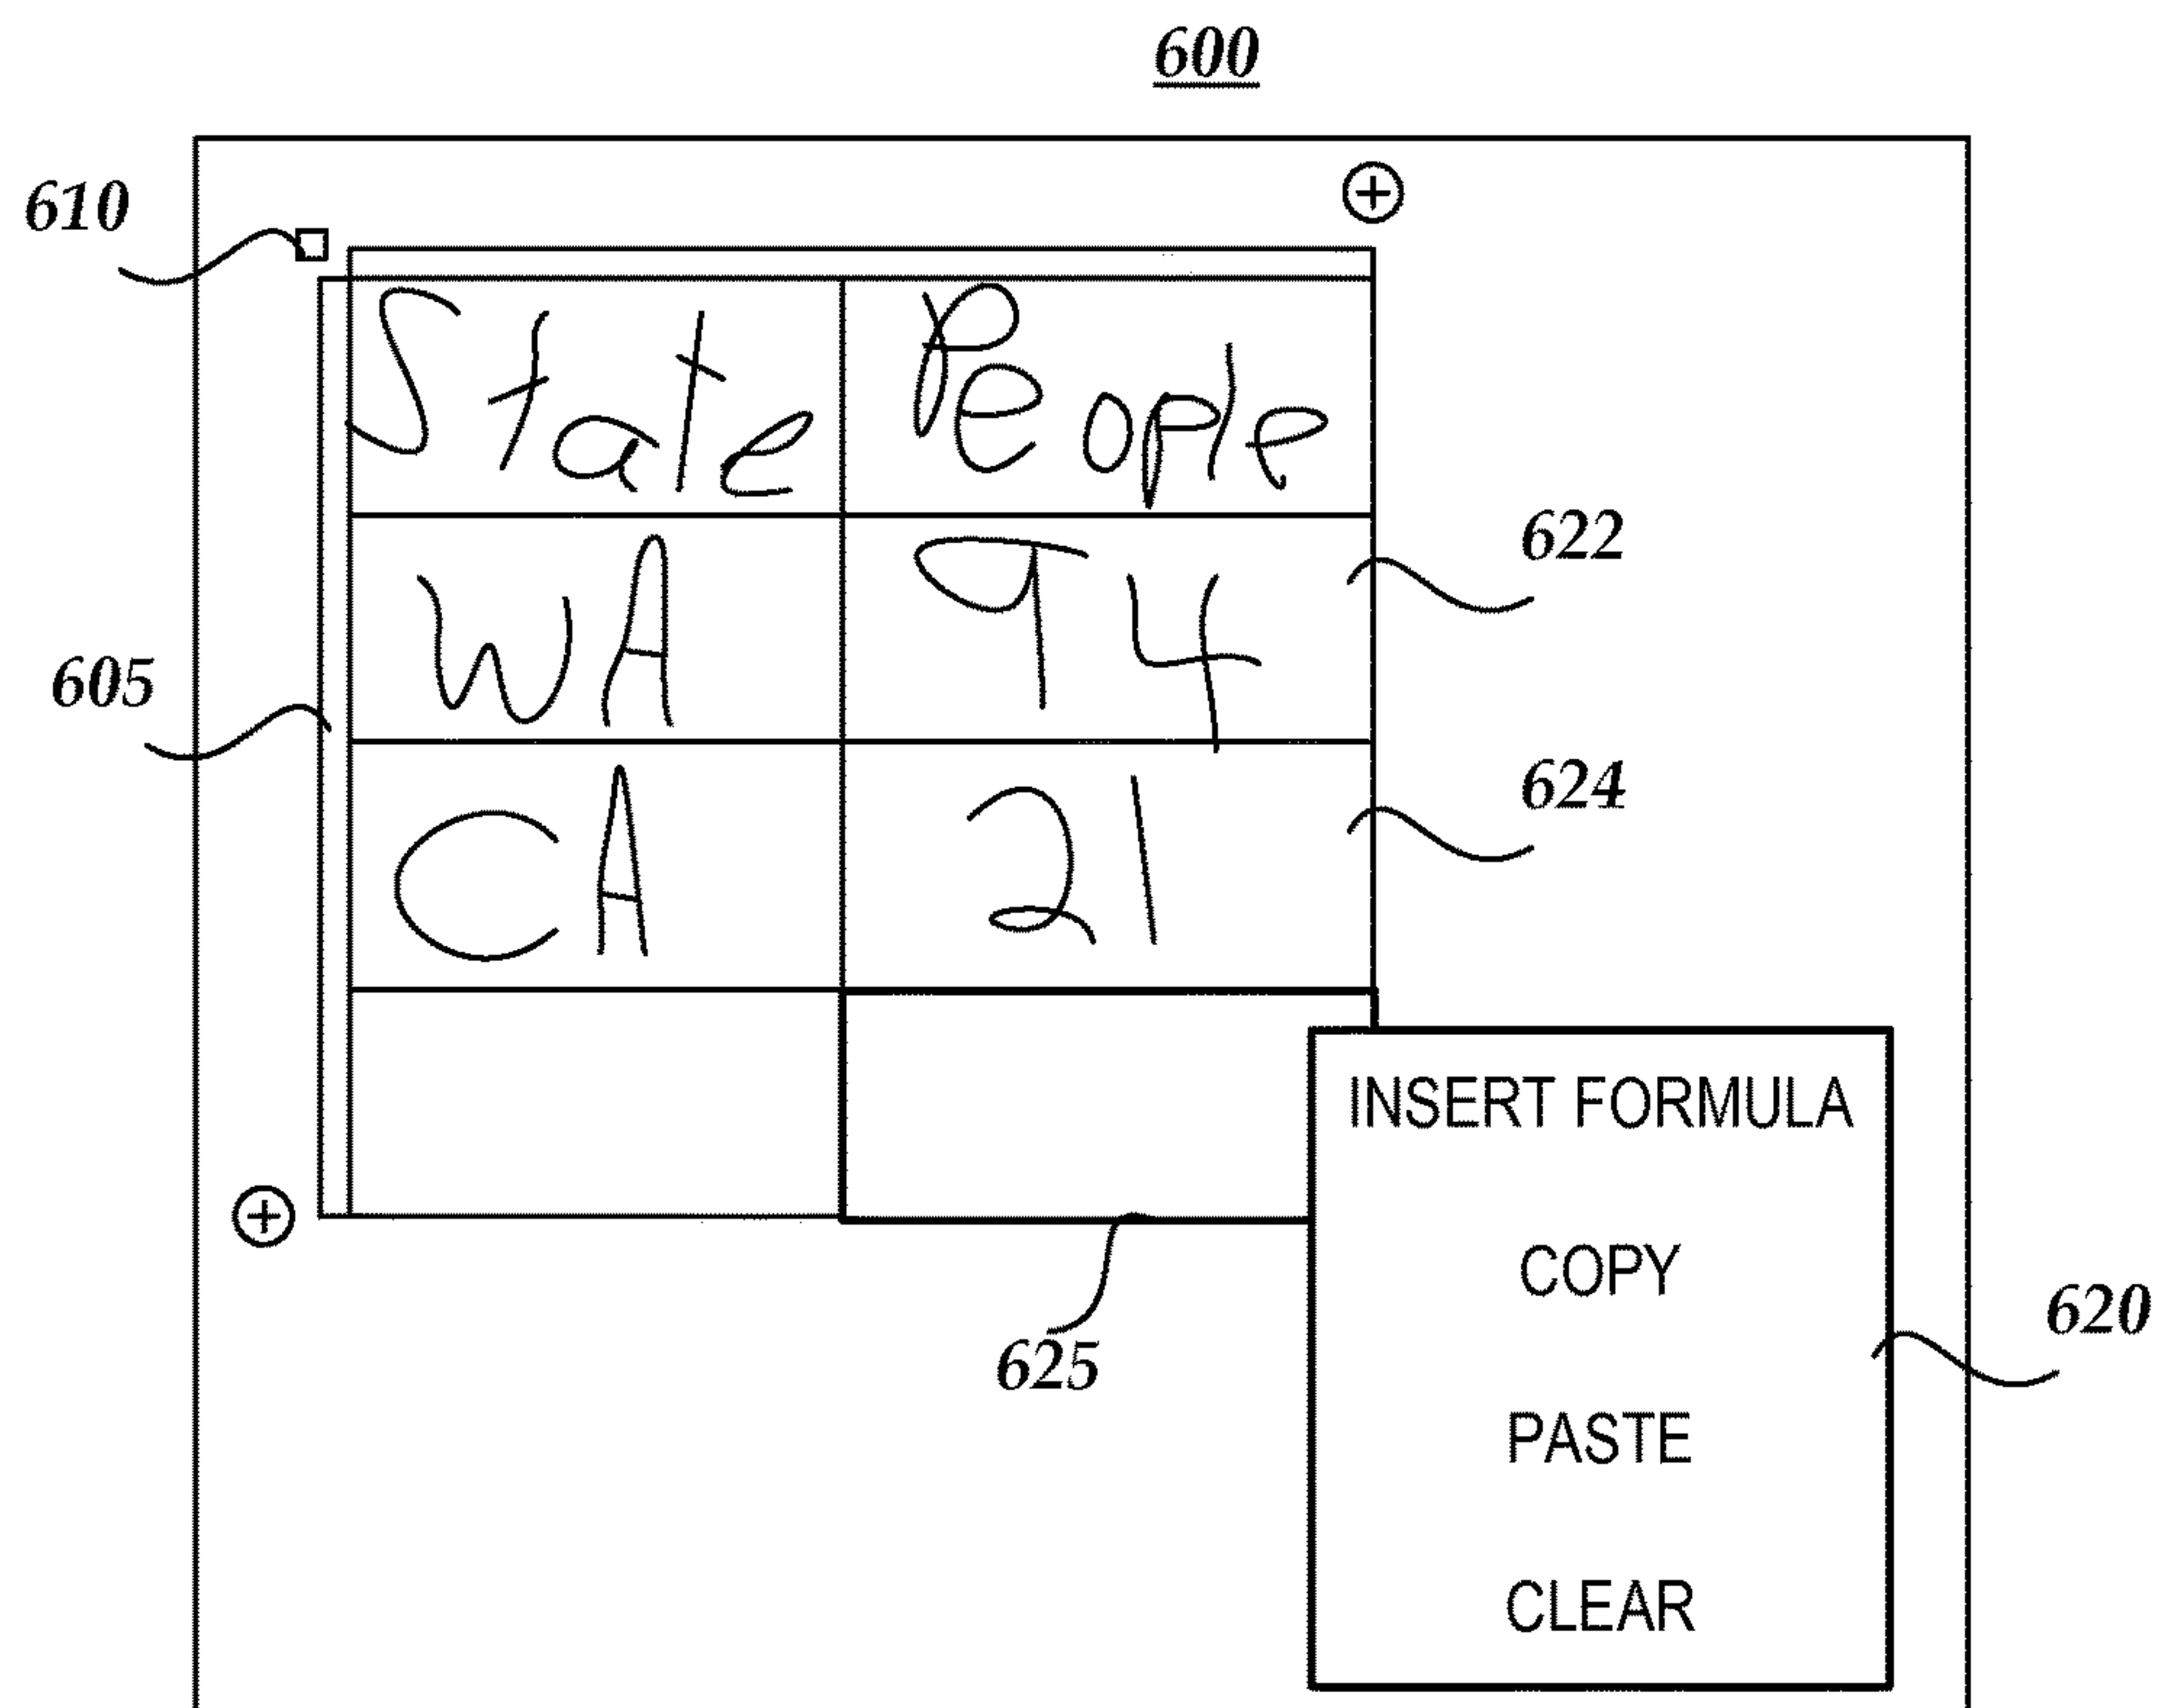 600
610
State People
622
WA 94
605
624
CA 21
INSERT FORMULA
COPY
620
625
PASTE
CLEAR